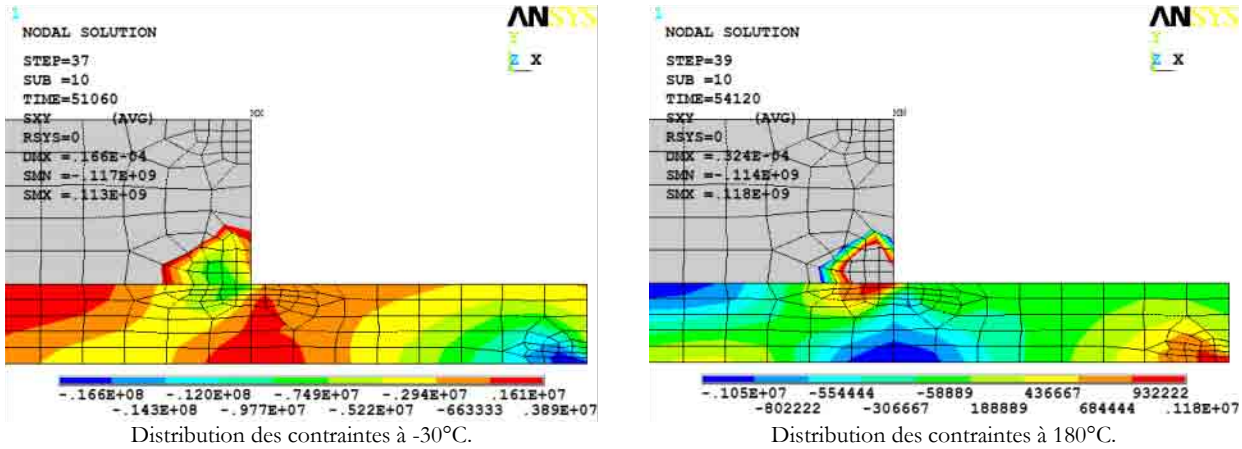 1
ANSYS
NODAL SOLUTION
STEP=37
SUB =10
TIME=51060
SXY (AVG)
RSYS=0
DMX =.166E-04
SMN =-.117E+09
SMX =.113E+09
Y
Z X
-.166E+08 -.120E+08 -.749E+07 -.294E+07 .161E+07
-.143E+08 -.977E+07 -.522E+07 -663333 .389E+07
Distribution des contraintes à -30°C.
1
ANSYS
NODAL SOLUTION
STEP=39
SUB =10
TIME=54120
SXY (AVG)
RSYS=0
DMX =.324E-04
SMN =-.114E+09
SMX =.118E+09
Y
Z X
-.105E+07 -554444 -58889 436667 932222
-802222 -306667 188889 684444 .118E+07
Distribution des contraintes à 180°C.